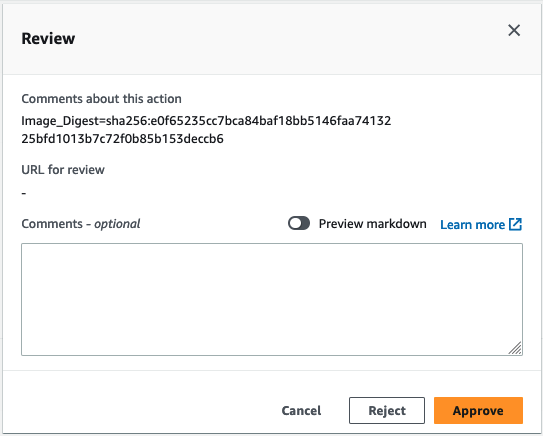 Review
Comments about this action
Image_Digest=sha256:e0f65235cc7bca84baf18bb5146faa74132
25bfd1013b7c72f0b85b153deccb6
URL for review
-
Comments - optional Preview markdown Learn more
Cancel Reject Approve